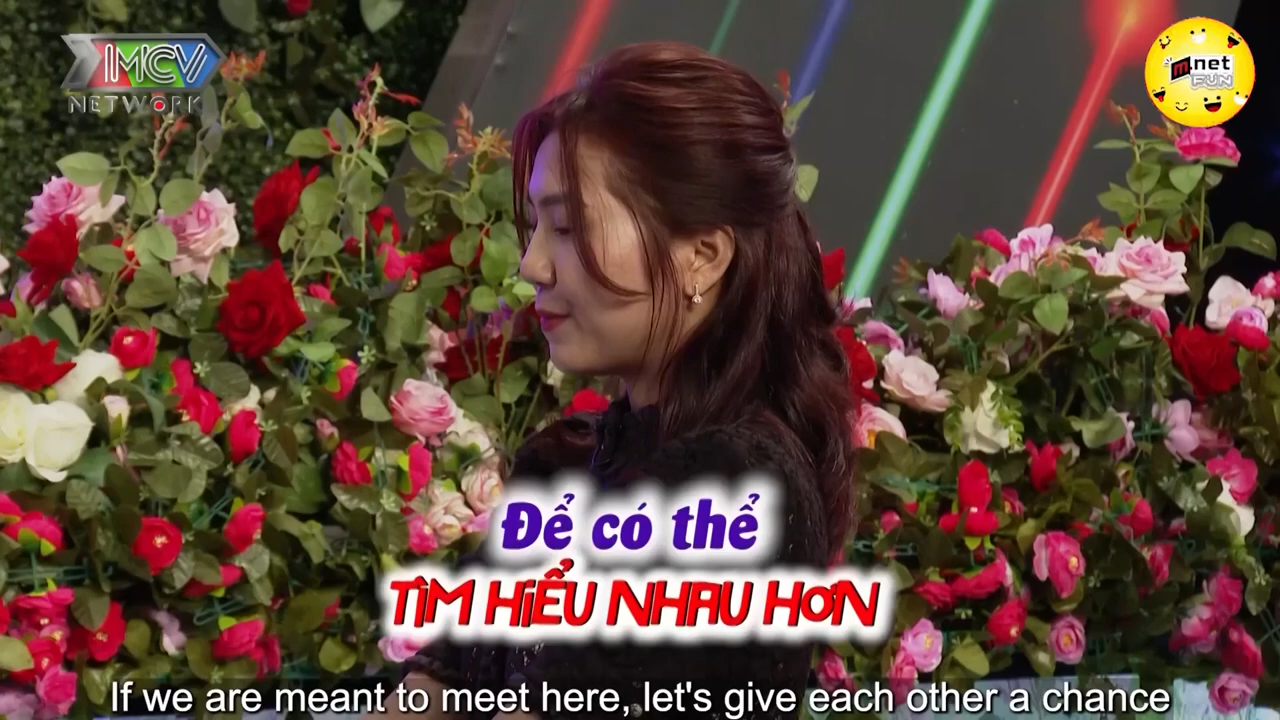 MCV
NETWORK
m.net
FUN
Để có thể
TÌM HIỂU NHAU HƠN
If we are meant to meet here, let's give each other a chance